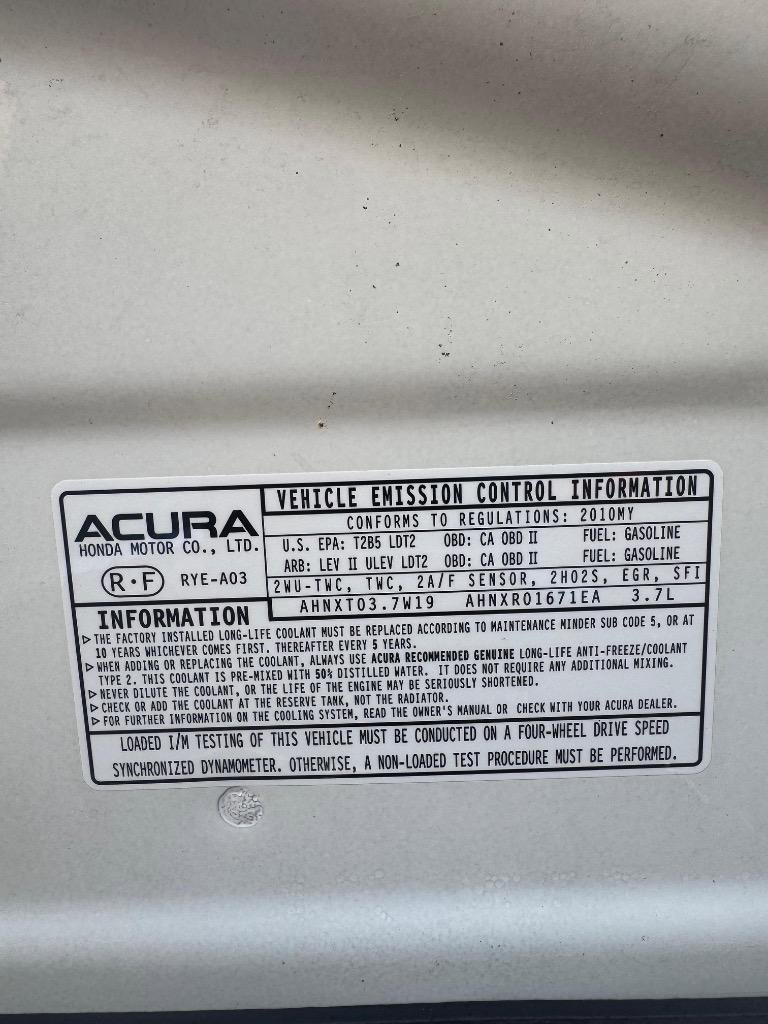 ACURA
HONDA MOTOR CO., LTD.
R·F RYE-A03
VEHICLE EMISSION CONTROL INFORMATION
CONFORMS TO REGULATIONS: 2010MY
U.S. EPA: T2B5 LDT2 OBD: CA OBD II FUEL: GASOLINE
ARB: LEV II ULEV LDT2 OBD: CA OBD II FUEL: GASOLINE
2WU-TWC, TWC, 2A/F SENSOR, 2HO2S, EGR, SFI
AHNXT03.7W19 AHNXR0167IEA 3.7L
INFORMATION
▷ THE FACTORY INSTALLED LONG-LIFE COOLANT MUST BE REPLACED ACCORDING TO MAINTENANCE MINDER SUB CODE 5, OR AT
10 YEARS WHICHEVER COMES FIRST. THEREAFTER EVERY 5 YEARS.
▷ WHEN ADDING OR REPLACING THE COOLANT, ALWAYS USE ACURA RECOMMENDED GENUINE LONG-LIFE ANTI-FREEZE/COOLANT
TYPE 2. THIS COOLANT IS PRE-MIXED WITH 50% DISTILLED WATER. IT DOES NOT REQUIRE ANY ADDITIONAL MIXING.
▷ NEVER DILUTE THE COOLANT, OR THE LIFE OF THE ENGINE MAY BE SERIOUSLY SHORTENED.
▷ CHECK OR ADD THE COOLANT AT THE RESERVE TANK, NOT THE RADIATOR.
▷ FOR FURTHER INFORMATION ON THE COOLING SYSTEM, READ THE OWNER'S MANUAL OR CHECK WITH YOUR ACURA DEALER.
LOADED I/M TESTING OF THIS VEHICLE MUST BE CONDUCTED ON A FOUR-WHEEL DRIVE SPEED
SYNCHRONIZED DYNAMOMETER. OTHERWISE, A NON-LOADED TEST PROCEDURE MUST BE PERFORMED.